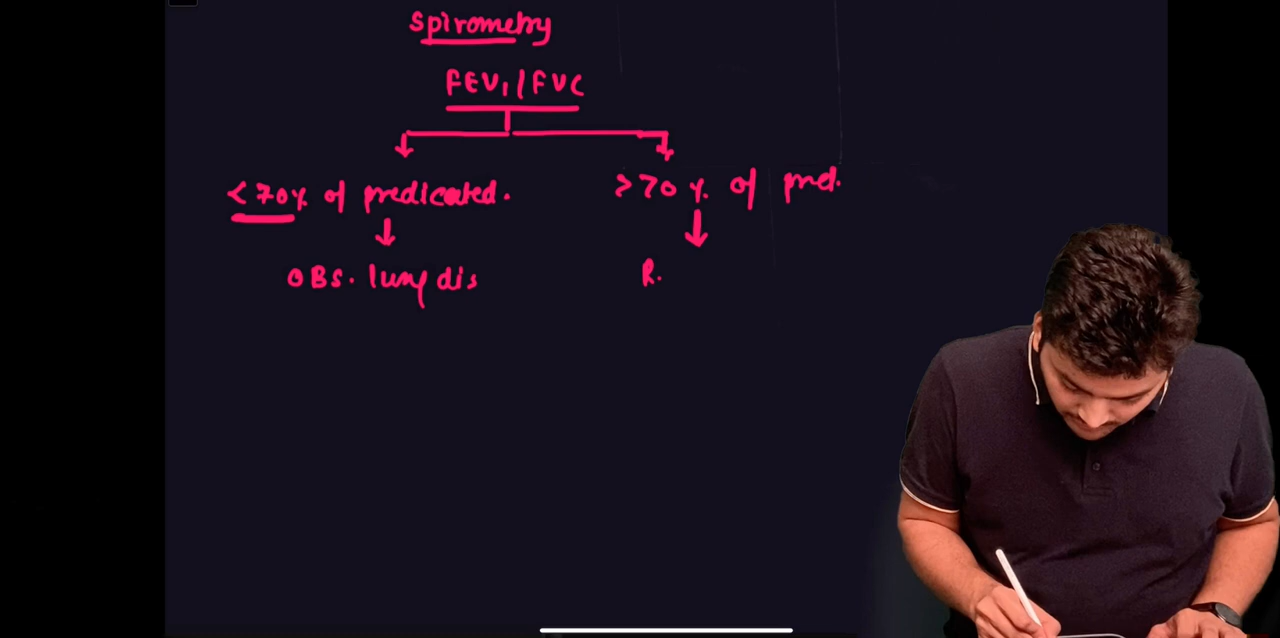 Spirometry
FEV₁/FVC
<70% of predicated.
>70 %. of pred.
OBS. lung dis
R.